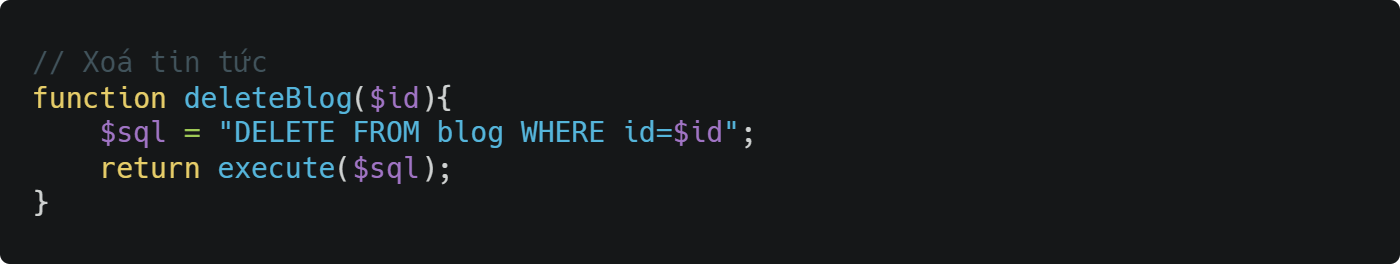 // Xoá tin tức
function deleteBlog($id){
    $sql = "DELETE FROM blog WHERE id=$id";
    return execute($sql);
}